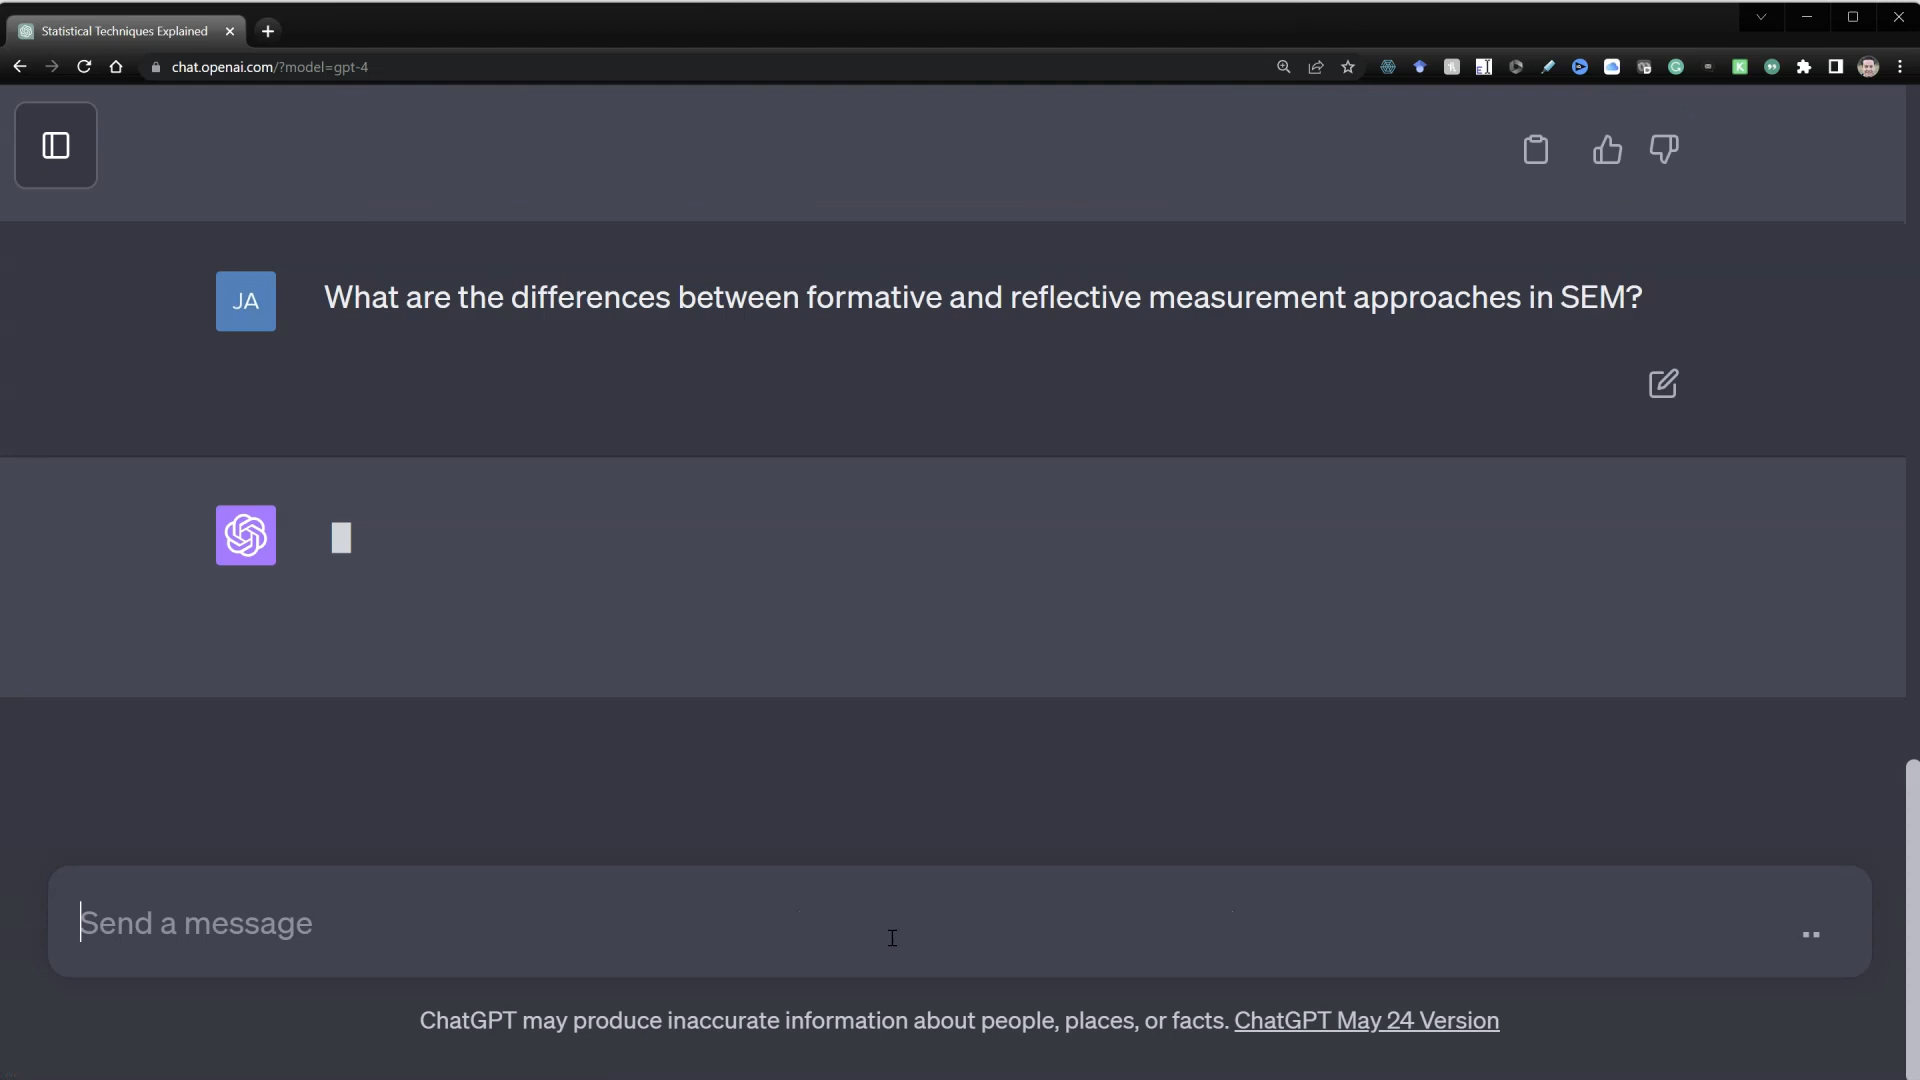 Statistical Techniques Explained
chat.openai.com/?model=gpt-4
JA
What are the differences between formative and reflective measurement approaches in SEM?
Send a message
ChatGPT may produce inaccurate information about people, places, or facts. ChatGPT May 24 Version